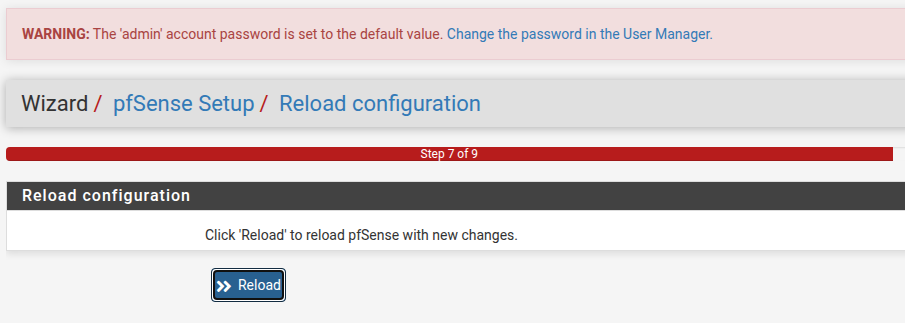 WARNING: The 'admin' account password is set to the default value. Change the password in the User Manager.
Wizard / pfSense Setup / Reload configuration
Step 7 of 9
Reload configuration
Click 'Reload' to reload pfSense with new changes.
Reload